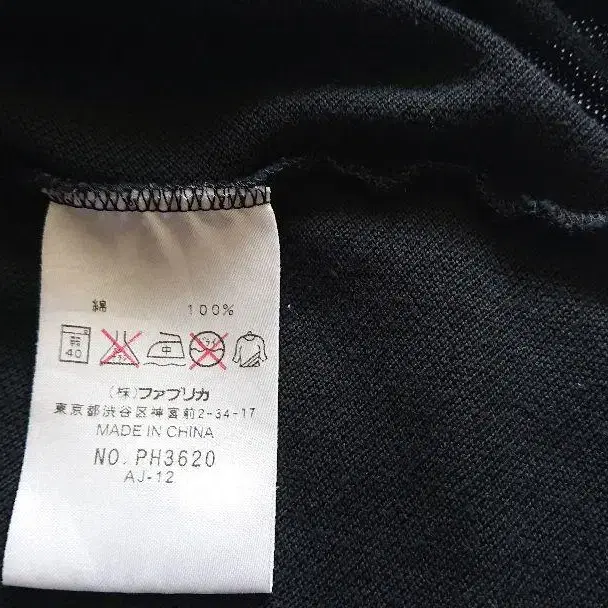 綿 100%
弱 40 中
(株)ファブリカ
東京都渋谷区神宮前2-34-17
MADE IN CHINA
NO. PH3620
AJ-12